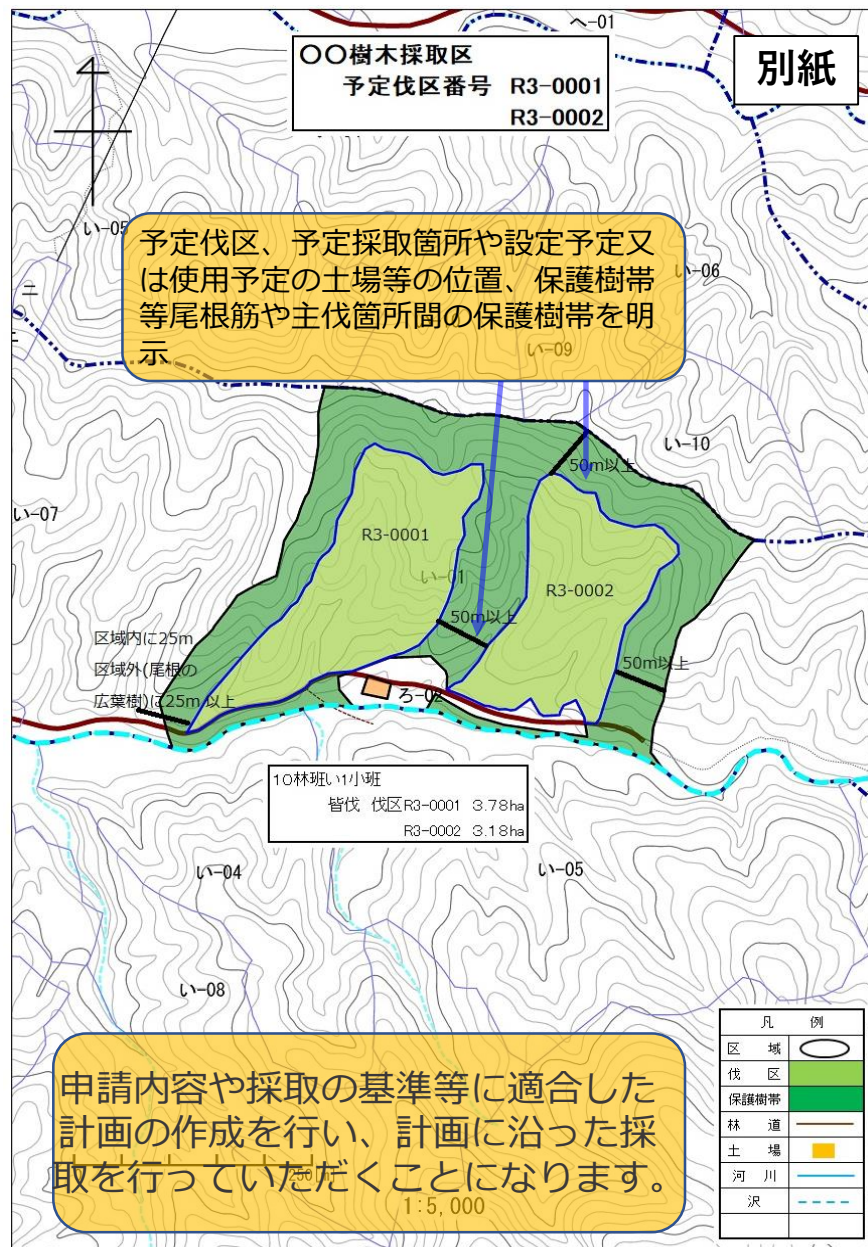 へ-01
〇〇樹木採取区
予定伐区番号 R3-0001
R3-0002
別紙
い-05
予定伐区、予定採取箇所や設定予定又
は使用予定の土場等の位置、保護樹帯
等尾根筋や主伐箇所間の保護樹帯を明
示
い-06
ニ
い-09
い-10
50m以上
い-07
R3-0001
い-01
R3-0002
50m以上
区域内に25m
区域外(尾根の
広葉樹)に25m 以上
50m以上
ろ-02
10林班い1小班
皆伐 伐区R3-0001 3.78ha
R3-0002 3.18ha
い-04
い-05
い-08
申請内容や採取の基準等に適合した
計画の作成を行い、計画に沿った採
取を行っていただくことになります。
250(m)
1:5,000
凡 例
区 域
伐 区
保護樹帯
林 道
土 場
河 川
沢